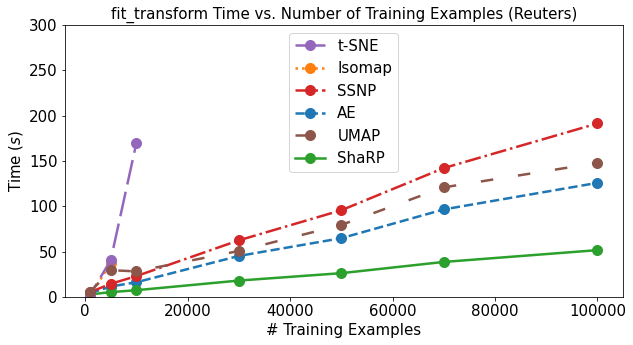 fit_transform Time vs. Number of Training Examples (Reuters)
300
250
200
150
100
50
0
Time (s)
t-SNE
Isomap
SSNP
AE
UMAP
ShaRP
0 20000 40000 60000 80000 100000
# Training Examples